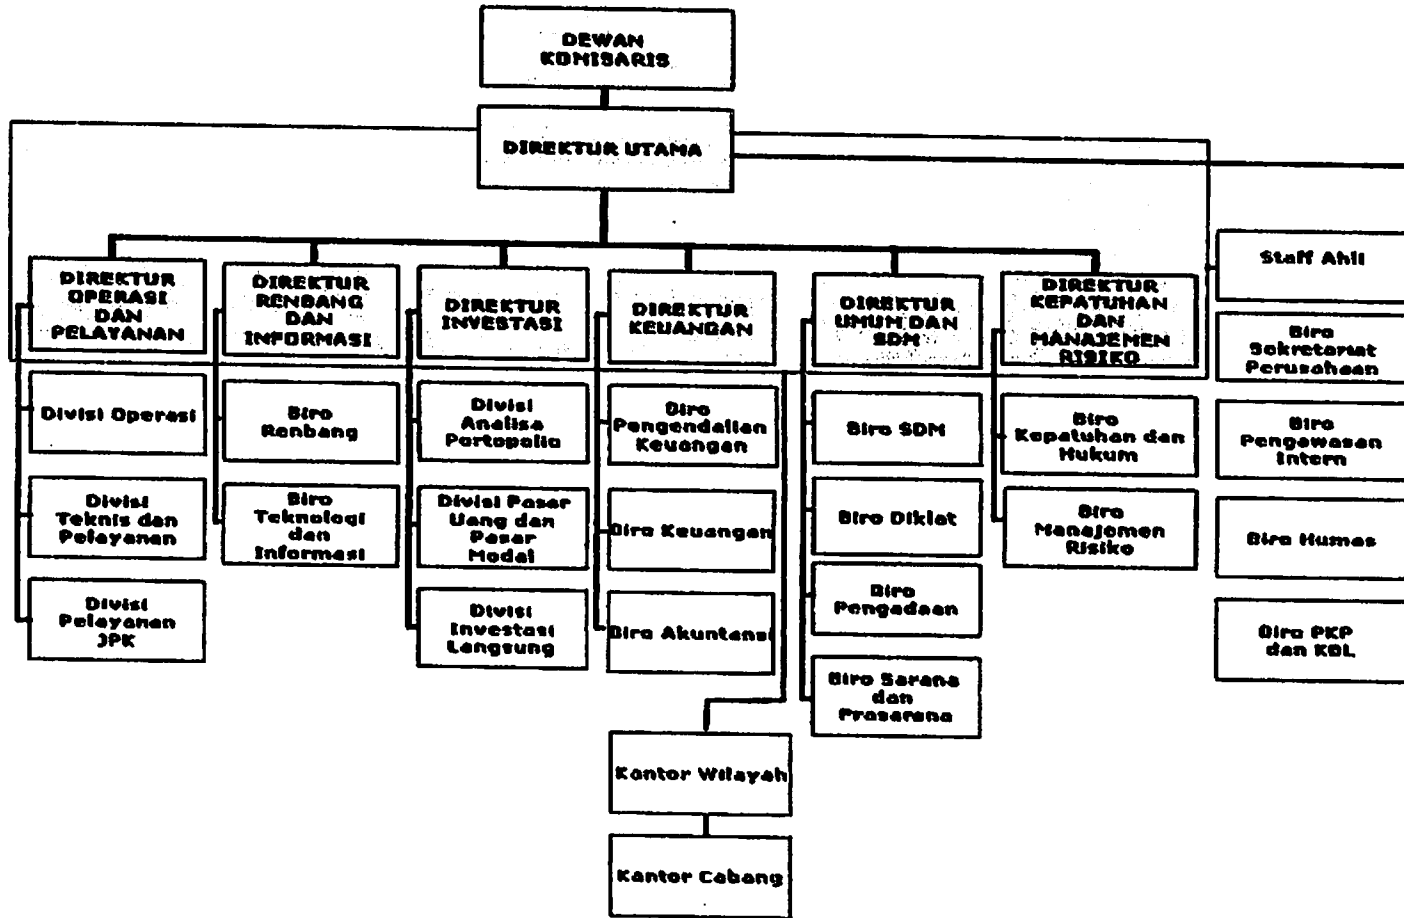 DEWAN
KOMISARIS
DIREKTUR UTAMA
DIREKTUR
OPERASI
DAN
PELAYANAN
DIREKTUR
RENBANG
DAN
INFORMASI
DIREKTUR
INVESTASI
DIREKTUR
KEUANGAN
DIREKTUR
UMUM DAN
SDM
DIREKTUR
KEPATUHAN
DAN
MANAJEMEN
RISIKO
Staff Ahli
Biro
Sekretariat
Perusahaan
Divisi Operasi
Biro
Renbang
Divisi
Analisa
Portopolio
Biro
Pengendalian
Keuangan
Biro SDM
Biro
Kepatuhan dan
Hukum
Biro
Pengawasan
Intern
Divisi
Teknis dan
Pelayanan
Biro
Teknologi
dan
Informasi
Divisi Pasar
Uang dan
Pasar
Modal
Biro Keuangan
Biro Diklat
Biro
Manajemen
Risiko
Biro Humas
Divisi
Pelayanan
JPK
Divisi
Investasi
Langsung
Biro Akuntansi
Biro
Pengadaan
Biro PKP
dan KBL
Biro Sarana
dan
Prasarana
Kantor Wilayah
Kantor Cabang